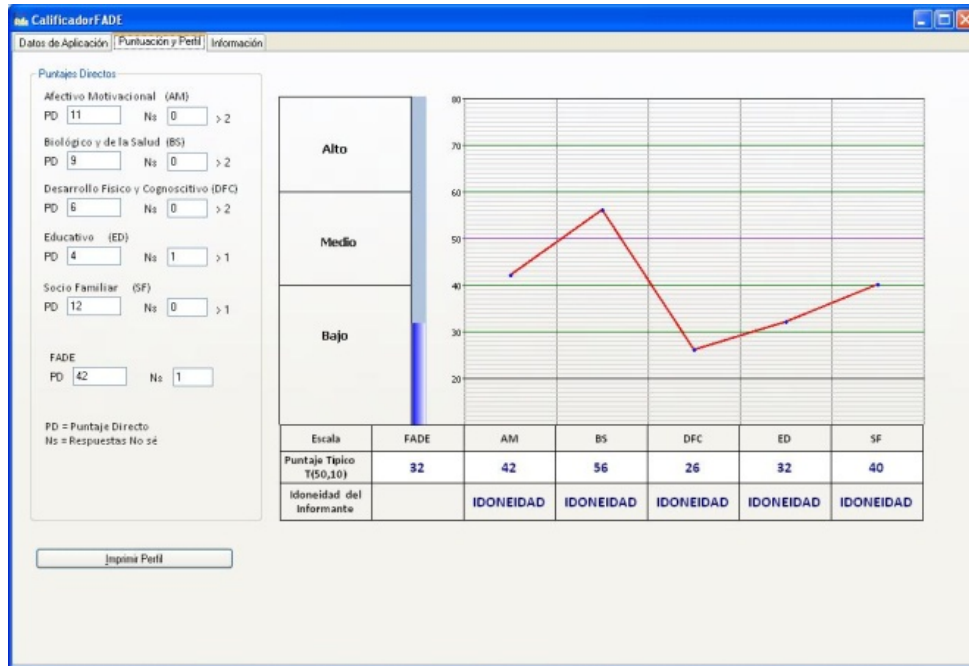 CalificadorFADE
Datos de Aplicación Puntuación y Perfil Información
Puntajes Directos
Afectivo Motivacional (AM)
PD 11 Ns 0 > 2
Biológico y de la Salud (BS)
PD 9 Ns 0 > 2
Desarrollo Fisico y Cognoscitivo (DFC)
PD 6 Ns 0 > 2
Educativo (ED)
PD 4 Ns 1 > 1
Socio Familiar (SF)
PD 12 Ns 0 > 1
FADE
PD 42 Ns 1
PD = Puntaje Directo
Ns = Respuestas No sé
Imprimir Perfil
Alto
Medio
Bajo
80
70
60
50
40
30
20
Escala FADE AM BS DFC ED SF
Puntaje Típico
T(50,10) 32 42 56 26 32 40
Idoneidad del
Informante IDONEIDAD IDONEIDAD IDONEIDAD IDONEIDAD IDONEIDAD